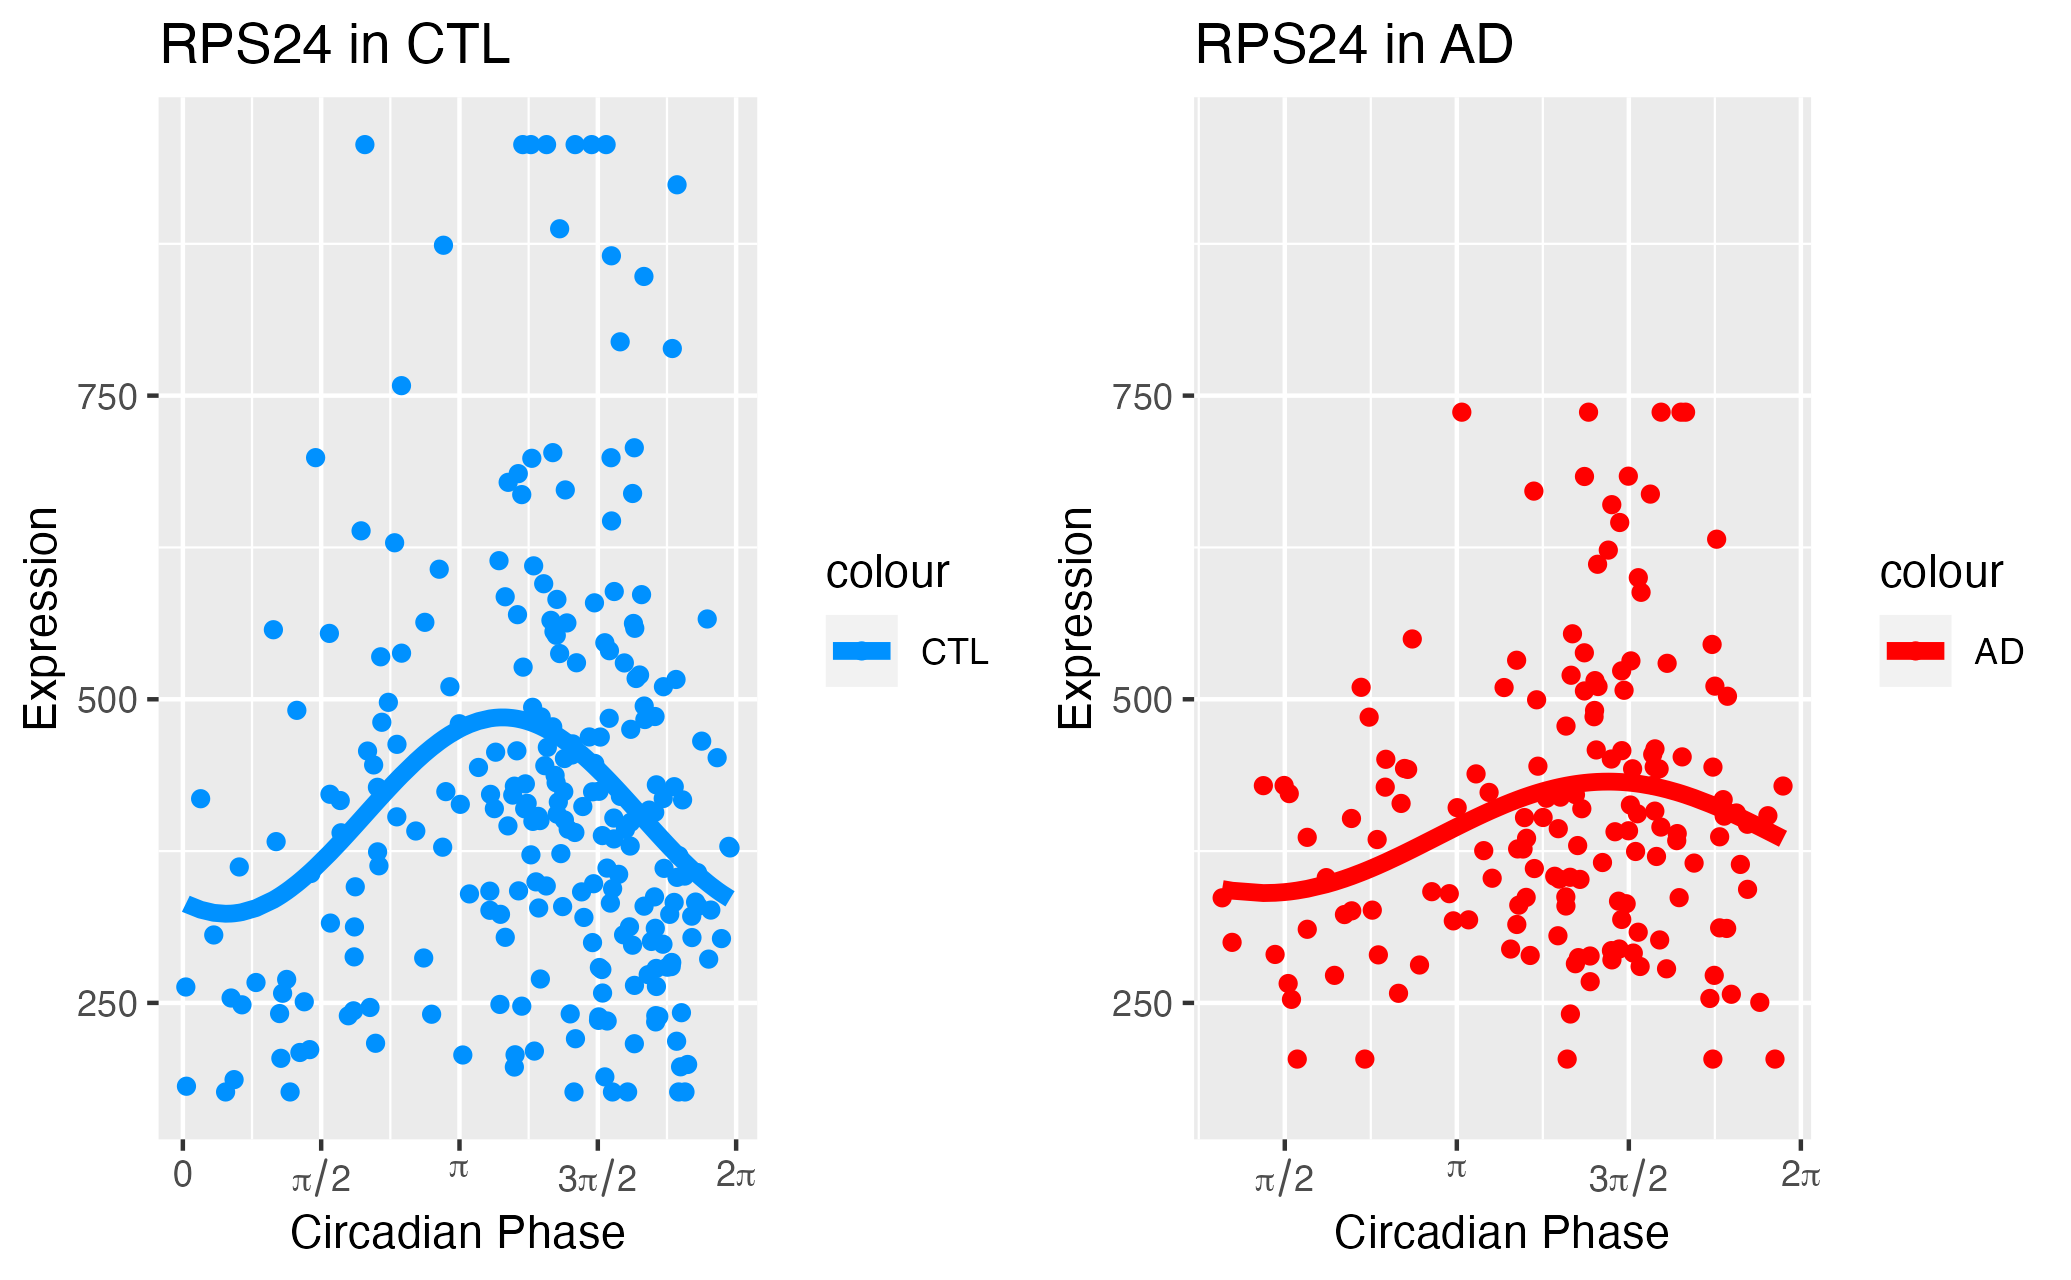 RPS24 in CTL
Expression
750
500
250
0 π/2 π 3π/2 2π
Circadian Phase
colour
CTL
RPS24 in AD
Expression
750
500
250
π/2 π 3π/2 2π
Circadian Phase
colour
AD